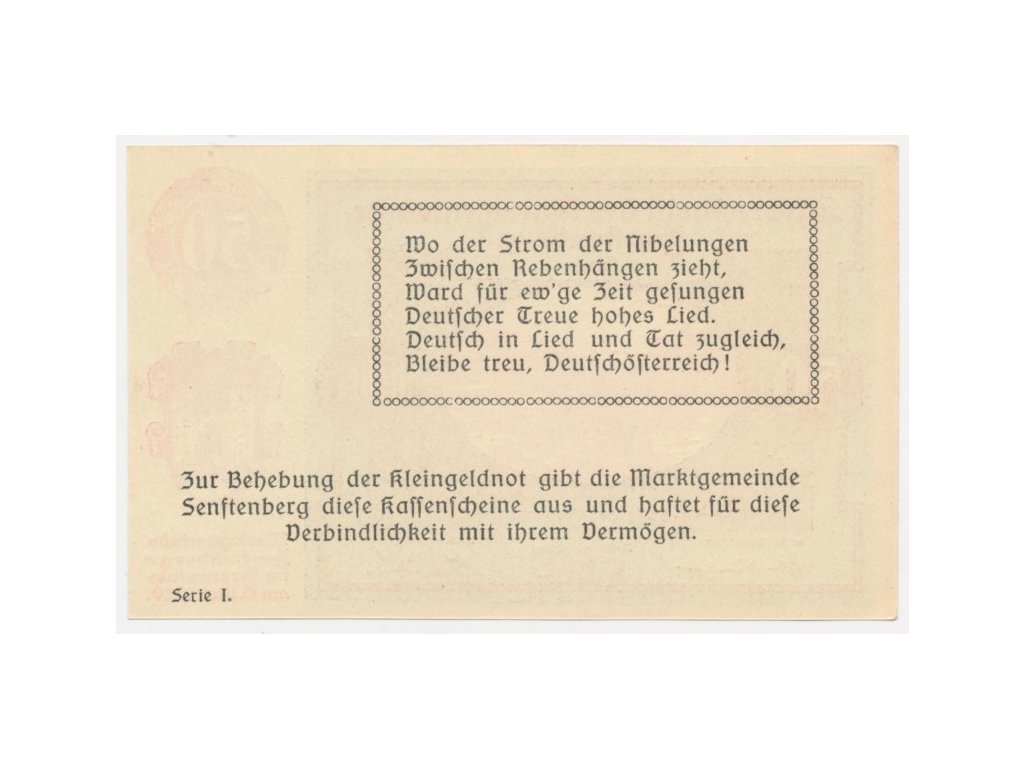 Wo der Strom der Nibelungen
Zwiſchen Rebenhängen zieht,
Ward für ew'ge Zeit geſungen
Deutſcher Treue hohes Lied.
Deutſch in Lied und Tat zugleich,
Bleibe treu, Deutſchöſterreich!
Zur Behebung der Kleingeldnot gibt die Marktgemeinde
Senftenberg dieſe Kaſſenſcheine aus und haftet für dieſe
Verbindlichkeit mit ihrem Vermögen.
Serie I.